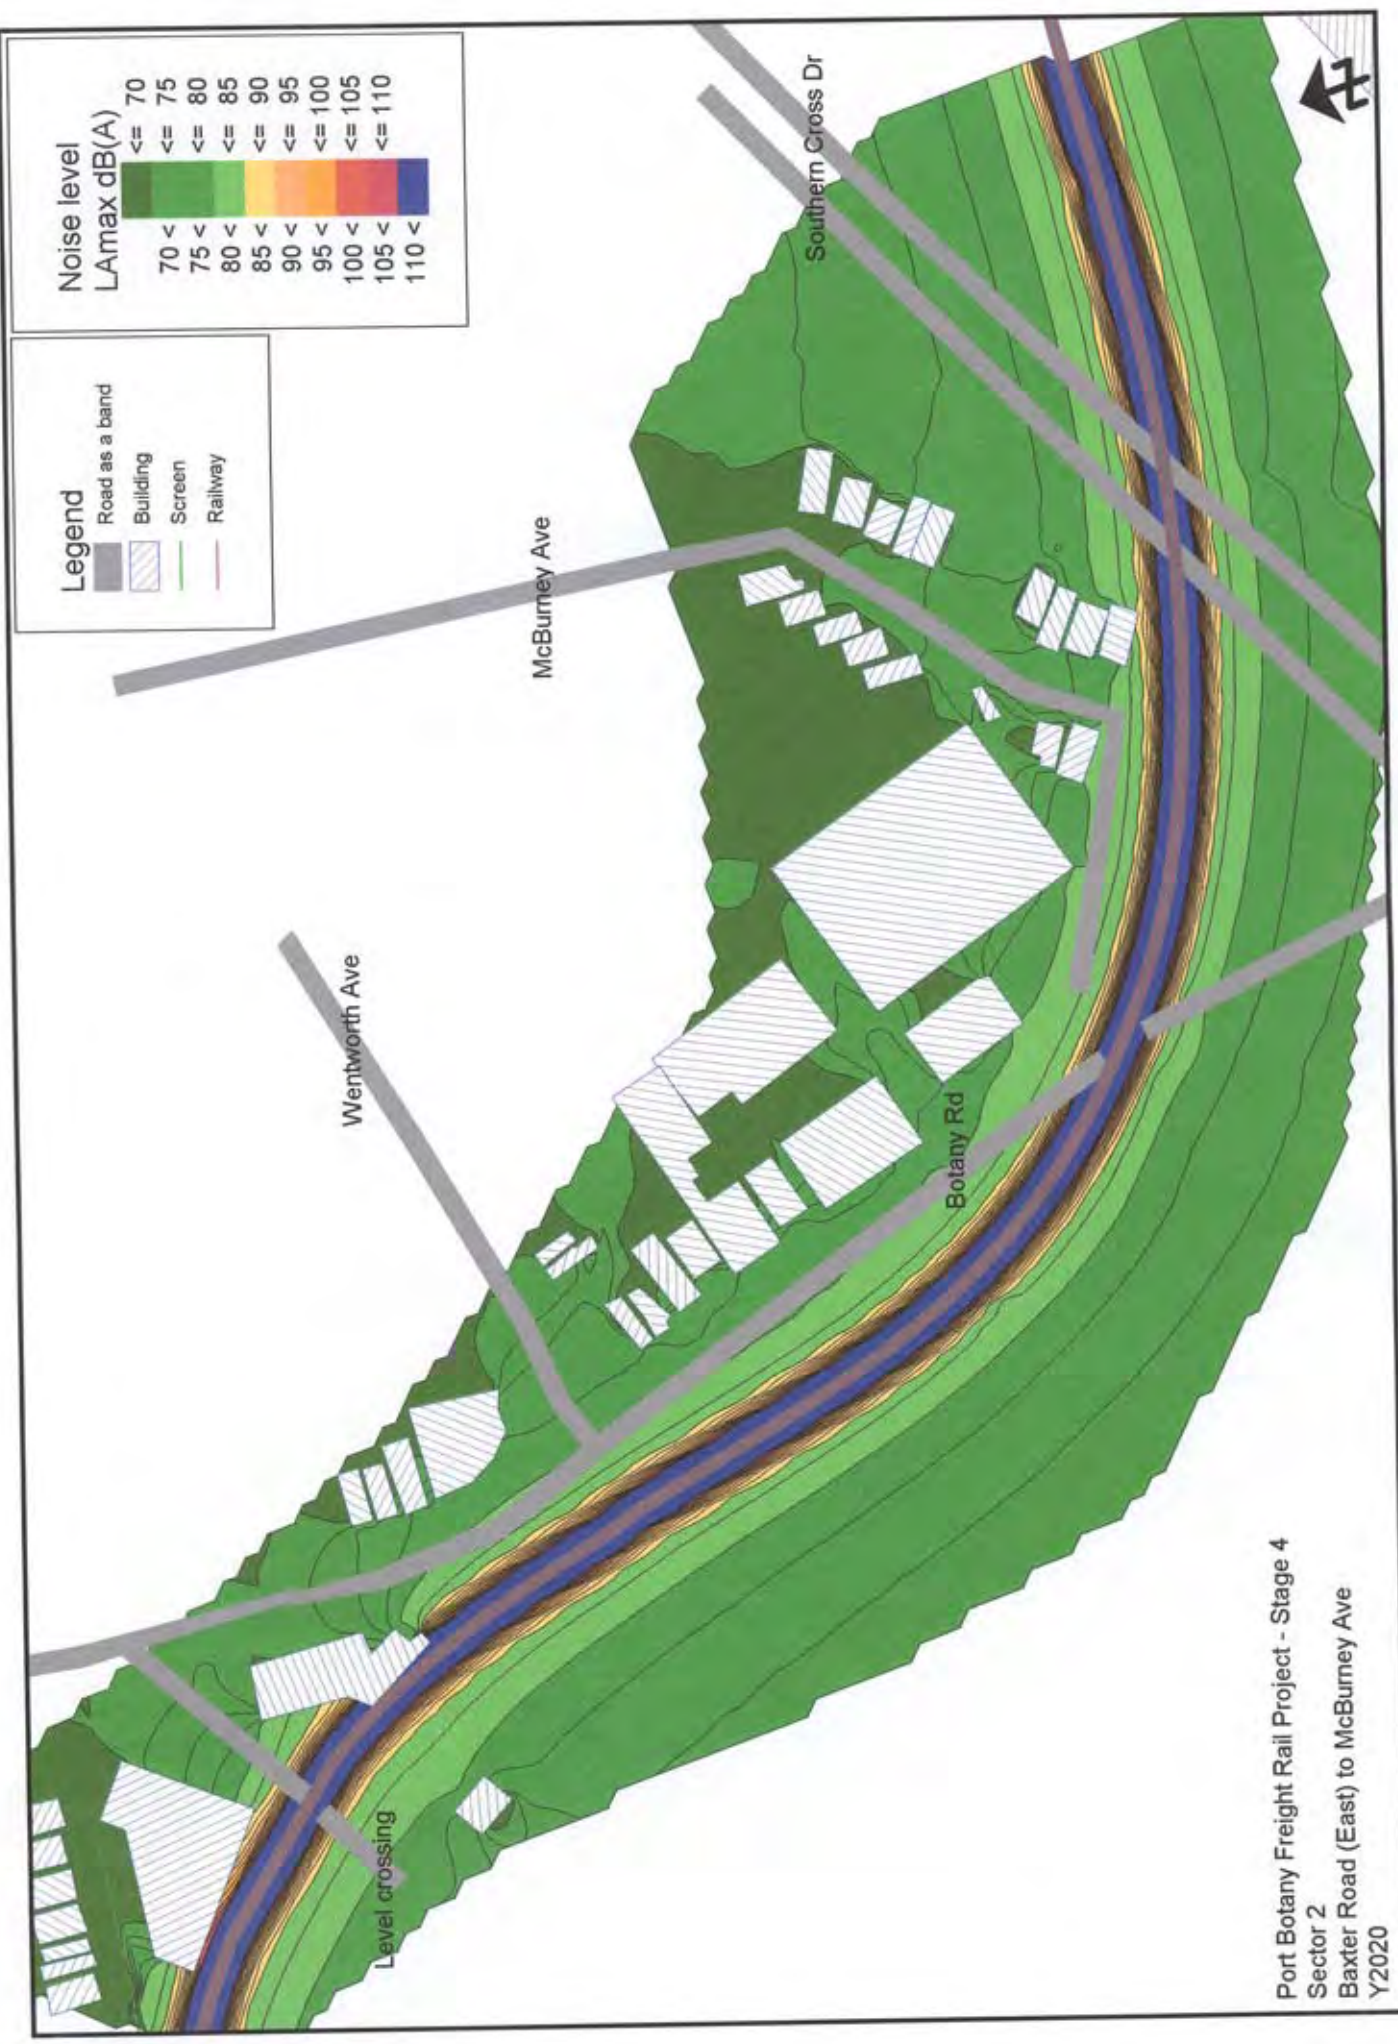 Port Botany Freight Rail Project - Stage 4
Sector 2
Baxter Road (East) to McBurney Ave
Y2020
Level crossing
Wentworth Ave
Botany Rd
McBurney Ave
Southern Cross Dr
Legend
Road as a band
Building
Screen
Railway
Noise level
LAmax dB(A)
<= 70
70 < <= 75
75 < <= 80
80 < <= 85
85 < <= 90
90 < <= 95
95 < <= 100
100 < <= 105
105 < <= 110
110 <